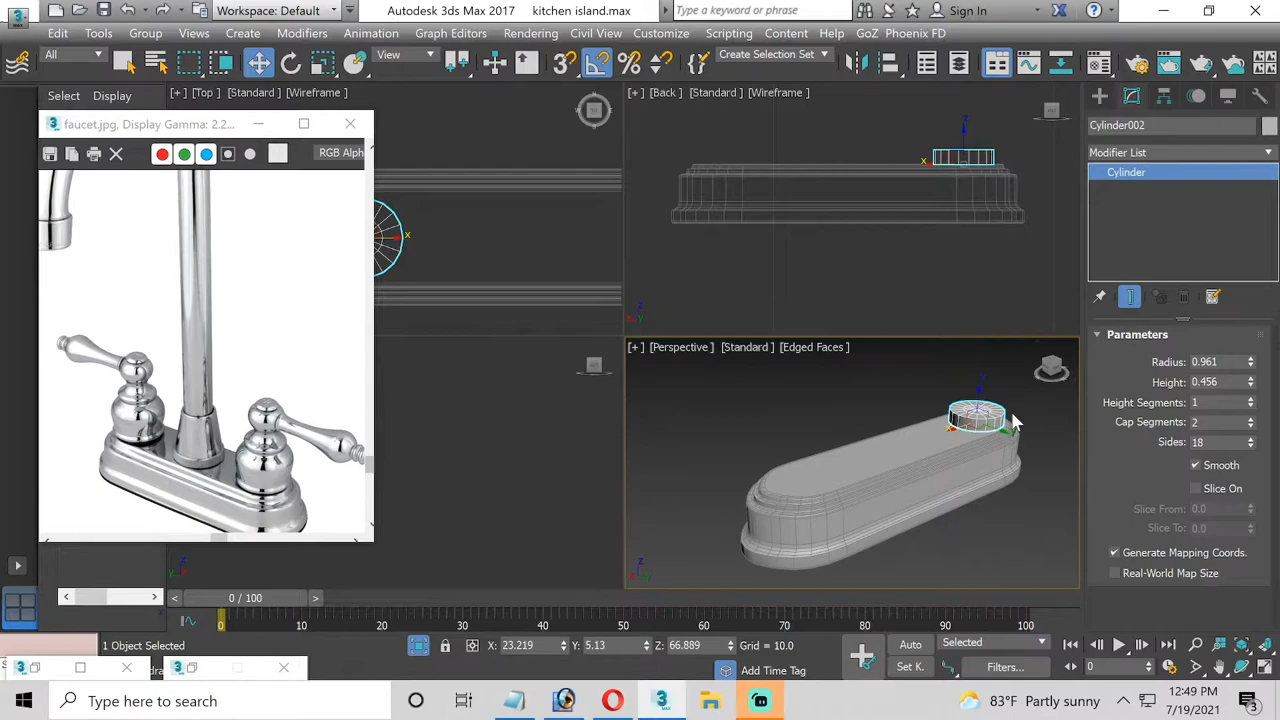 Workspace: Default
Autodesk 3ds Max 2017
kitchen island.max
Type a keyword or phrase
Sign In
Edit
Tools
Group
Views
Create
Modifiers
Animation
Graph Editors
Rendering
Civil View
Customize
Scripting
Content
Help
GoZ
Phoenix FD
All
View
Create Selection Set
Select
Display
[+] [Top] [Standard] [Wireframe]
[+] [Back] [Standard] [Wireframe]
faucet.jpg, Display Gamma: 2.2...
RGB Alph
Cylinder002
Modifier List
Cylinder
Parameters
Radius: 0.961
Height: 0.456
Height Segments: 1
Cap Segments: 2
Sides: 18
Smooth
Slice On
Slice From: 0.0
Slice To: 0.0
Generate Mapping Coords.
Real-World Map Size
[+] [Perspective] [Standard] [Edged Faces]
0 / 100
0 10 20 30 40 50 60 70 80 90 100
1 Object Selected
X: 23.219
Y: 5.13
Z: 66.889
Grid = 10.0
Add Time Tag
Auto
Selected
Set K.
Filters...
0
Type here to search
83°F Partly sunny
12:49 PM
7/19/2021
3